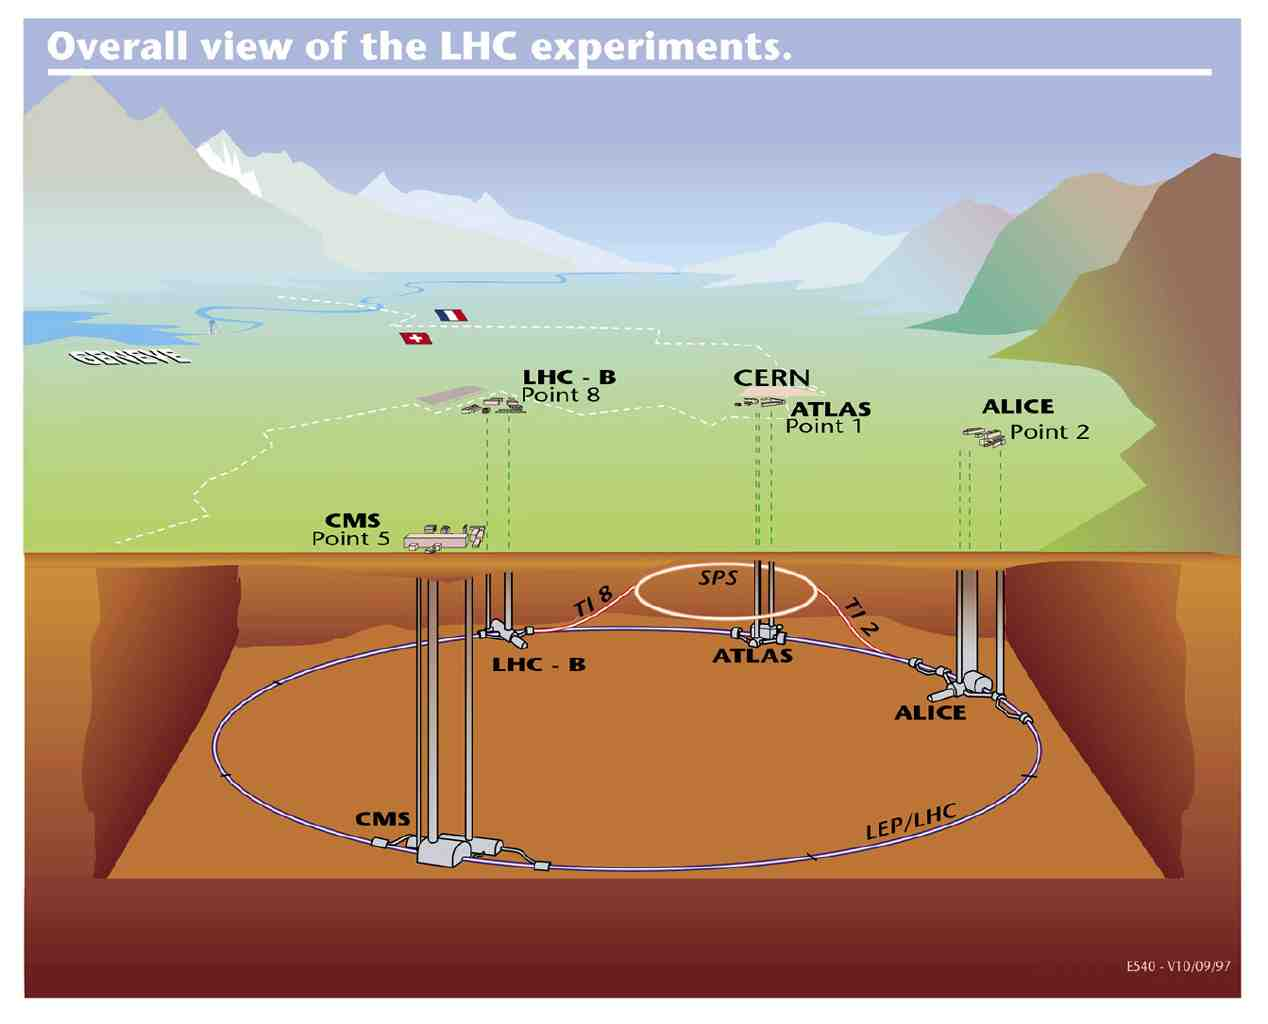 Overall view of the LHC experiments.
GENEVE
LHC - B
Point 8
CERN
ATLAS
Point 1
ALICE
Point 2
CMS
Point 5
SPS
TI 8
TI 2
LHC - B
ATLAS
ALICE
CMS
LEP/LHC
E540 - V10/09/97